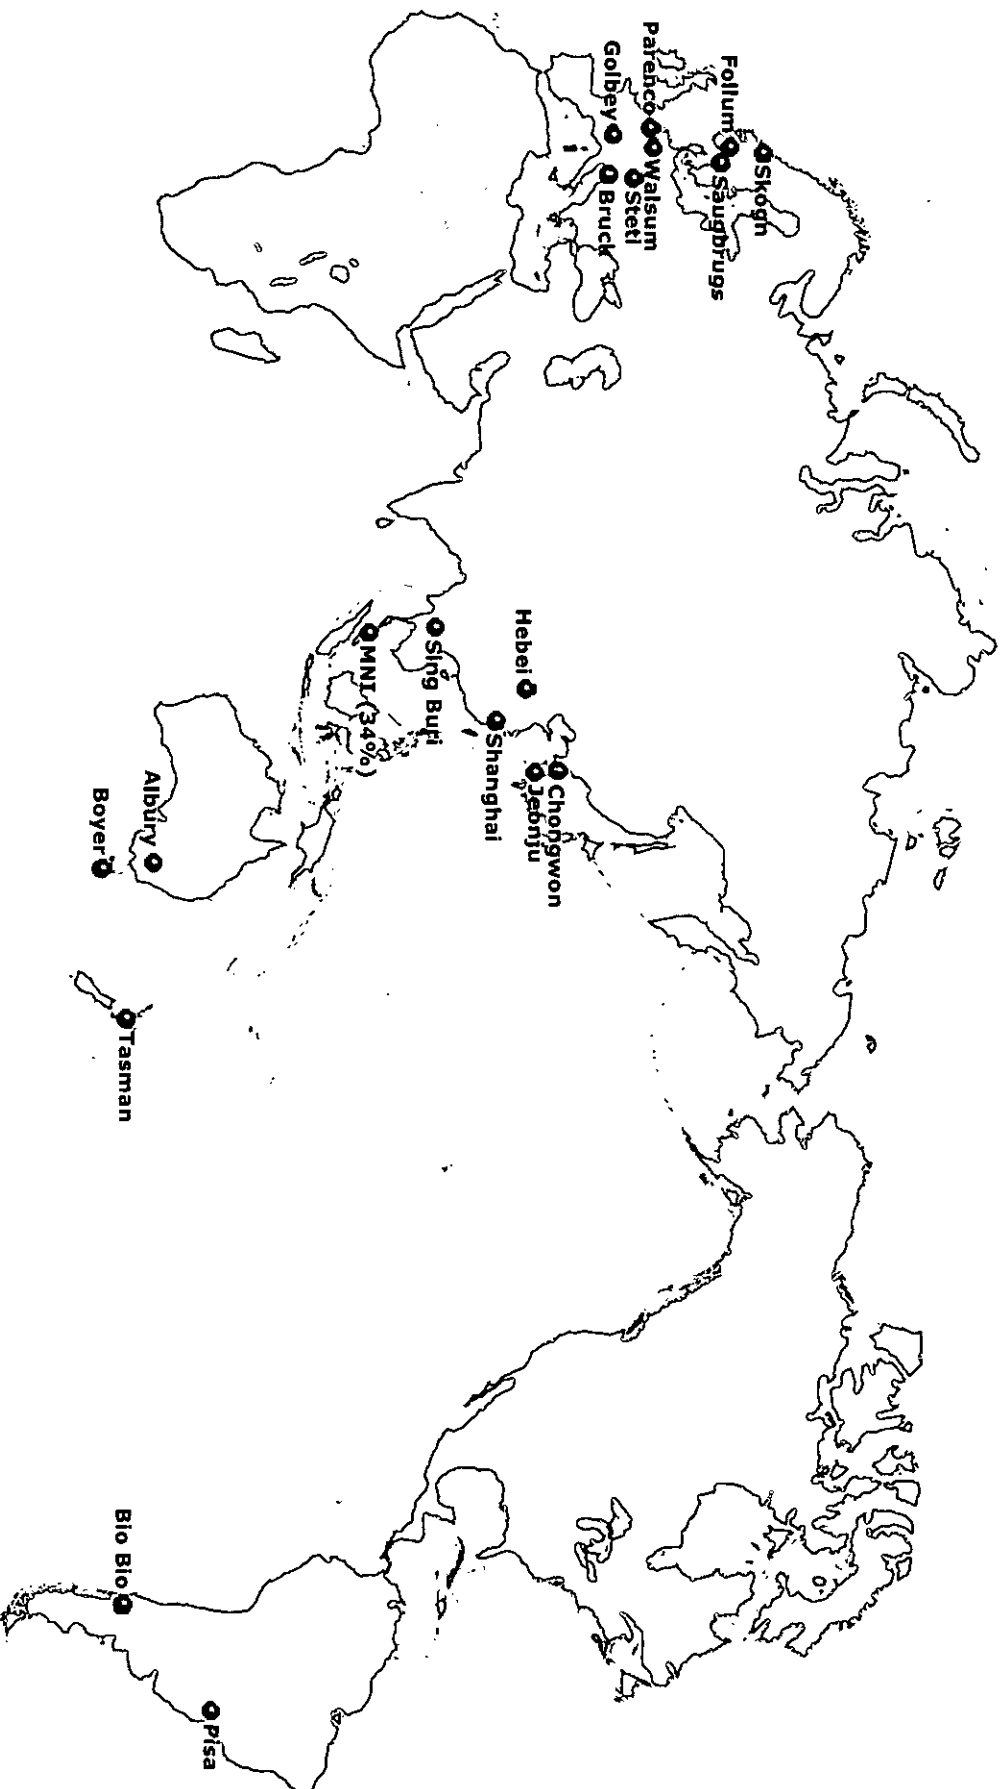 Skogn
Follum
Saugbrugs
Parenco
Walsum
Steti
Golbey
Bruck
Hebei
Chongwon
Jeonju
Shanghai
Sing Buri
MNI (34%)
Albury
Boyer
Tasman
Bio Bio
Pisa